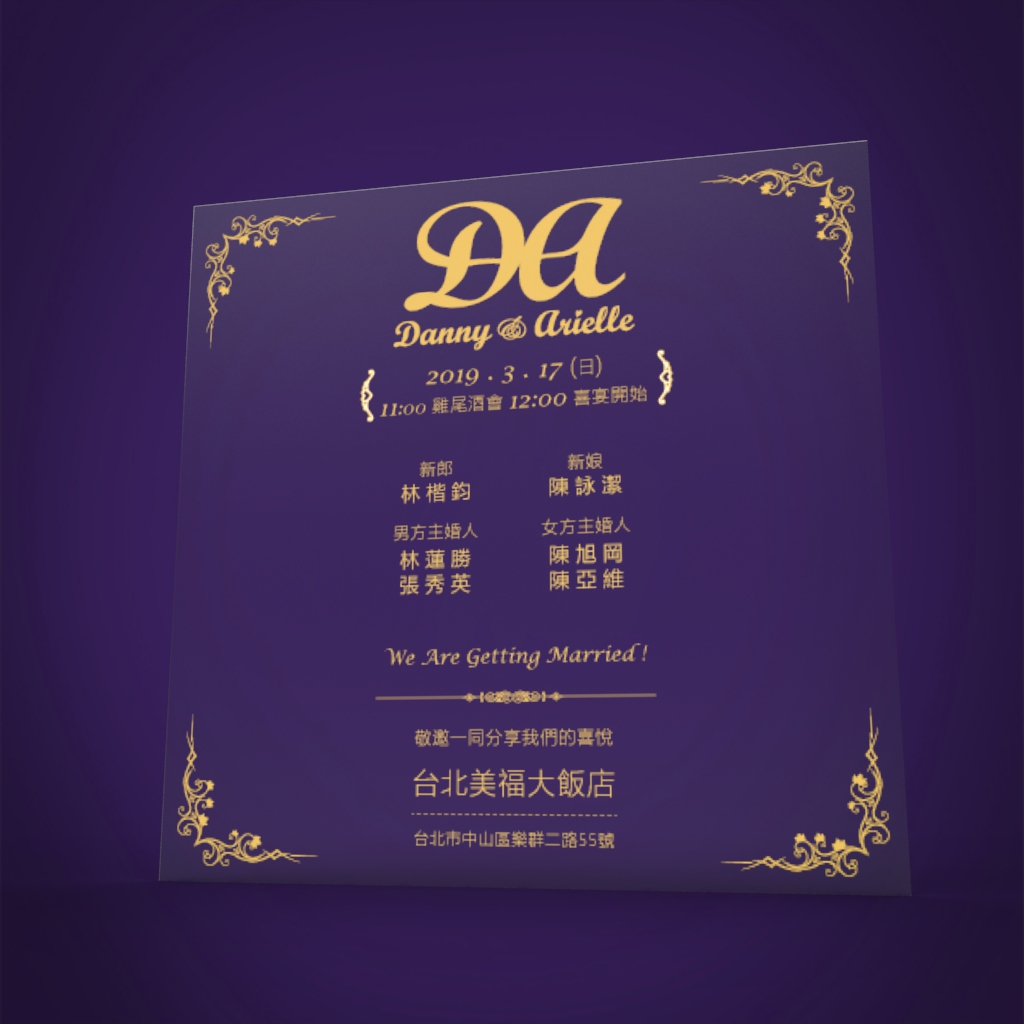 DA
Danny & Arielle
2019 . 3 . 17 (日)
11:00 雞尾酒會 12:00 喜宴開始
新郎 新娘
林楷鈞 陳詠潔
男方主婚人 女方主婚人
林蓮勝 陳旭岡
張秀英 陳亞維
We Are Getting Married !
敬邀一同分享我們的喜悅
台北美福大飯店
台北市中山區樂群二路55號